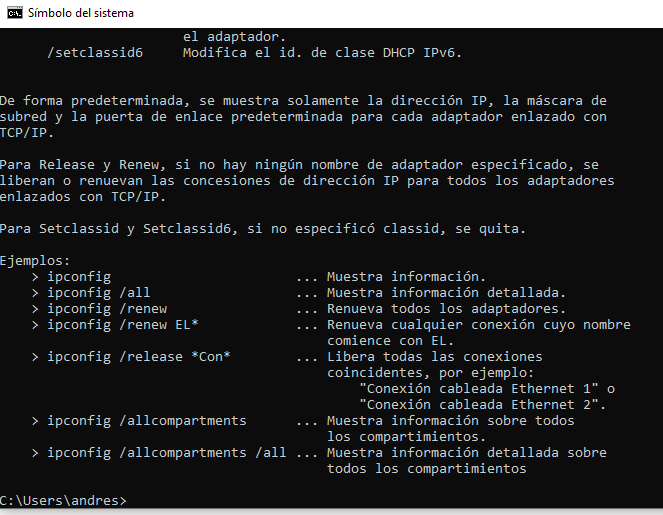 Símbolo del sistema
el adaptador.
/setclassid6     Modifica el id. de clase DHCP IPv6.
De forma predeterminada, se muestra solamente la dirección IP, la máscara de
subred y la puerta de enlace predeterminada para cada adaptador enlazado con
TCP/IP.
Para Release y Renew, si no hay ningún nombre de adaptador especificado, se
liberan o renuevan las concesiones de dirección IP para todos los adaptadores
enlazados con TCP/IP.
Para Setclassid y Setclassid6, si no especificó classid, se quita.
Ejemplos:
> ipconfig                       ... Muestra información.
> ipconfig /all                  ... Muestra información detallada.
> ipconfig /renew                ... Renueva todos los adaptadores.
> ipconfig /renew EL*            ... Renueva cualquier conexión cuyo nombre
comience con EL.
> ipconfig /release *Con*        ... Libera todas las conexiones
coincidentes, por ejemplo:
"Conexión cableada Ethernet 1" o
"Conexión cableada Ethernet 2".
> ipconfig /allcompartments      ... Muestra información sobre todos
los compartimientos.
> ipconfig /allcompartments /all ... Muestra información detallada sobre
todos los compartimientos
C:\Users\andres>